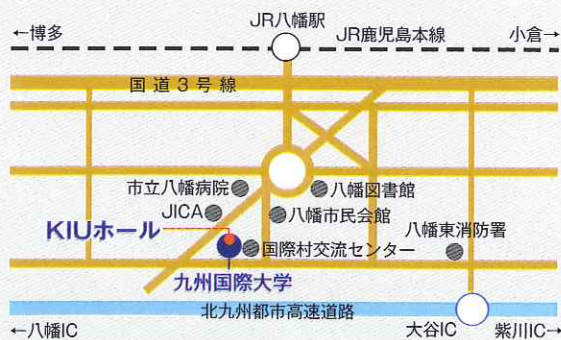 JR八幡駅
←博多
JR鹿児島本線
小倉→
国道3号線
市立八幡病院
八幡図書館
JICA
八幡市民会館
KIUホール
八幡東消防署
国際村交流センター
九州国際大学
北九州都市高速道路
←八幡IC
大谷IC
紫川IC→